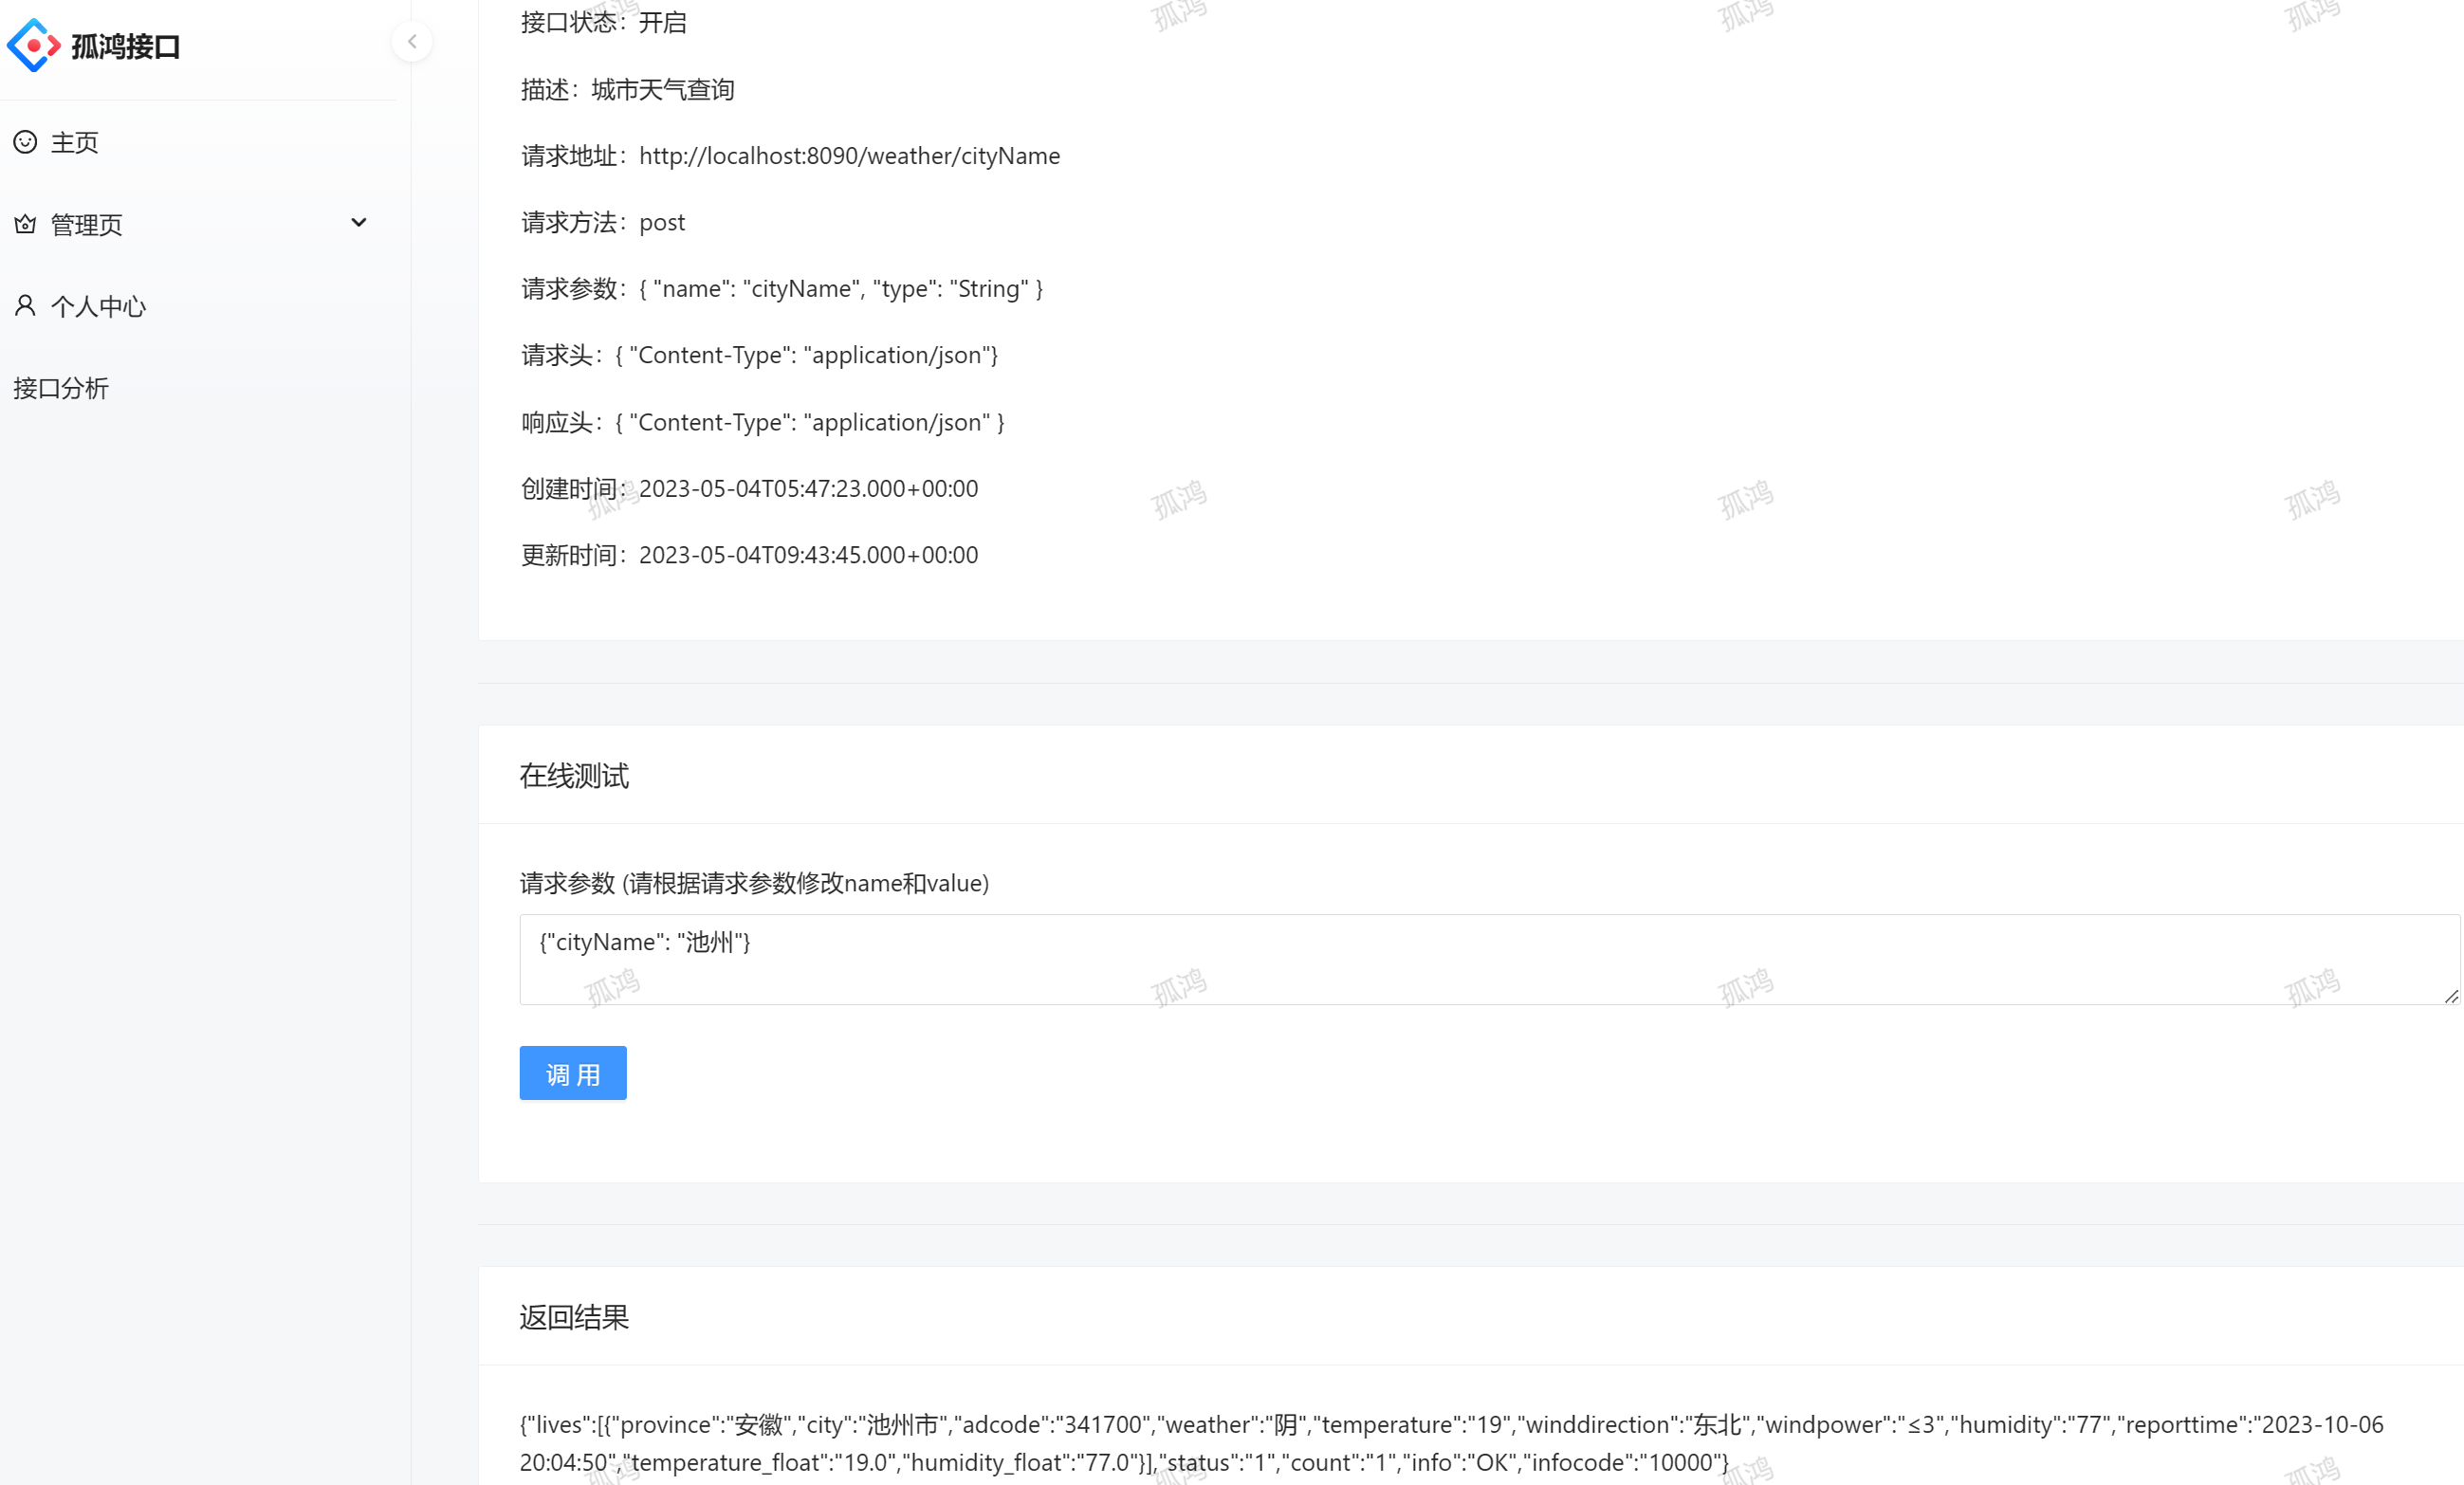 孤鸿接口
主页
管理页
个人中心
接口分析
接口状态：开启
描述：城市天气查询
请求地址：http://localhost:8090/weather/cityName
请求方法：post
请求参数：{ "name": "cityName", "type": "String" }
请求头：{ "Content-Type": "application/json"}
响应头：{ "Content-Type": "application/json" }
创建时间：2023-05-04T05:47:23.000+00:00
更新时间：2023-05-04T09:43:45.000+00:00
孤鸿 孤鸿 孤鸿 孤鸿
孤鸿 孤鸿 孤鸿 孤鸿
在线测试
请求参数 (请根据请求参数修改name和value)
{"cityName": "池州"}
孤鸿 孤鸿 孤鸿 孤鸿
调 用
返回结果
{"lives":[{"province":"安徽","city":"池州市","adcode":"341700","weather":"阴","temperature":"19","winddirection":"东北","windpower":"≤3","humidity":"77","reporttime":"2023-10-06
20:04:50","temperature_float":"19.0","humidity_float":"77.0"}],"status":"1","count":"1","info":"OK","infocode":"10000"}
孤鸿 孤鸿 孤鸿 孤鸿